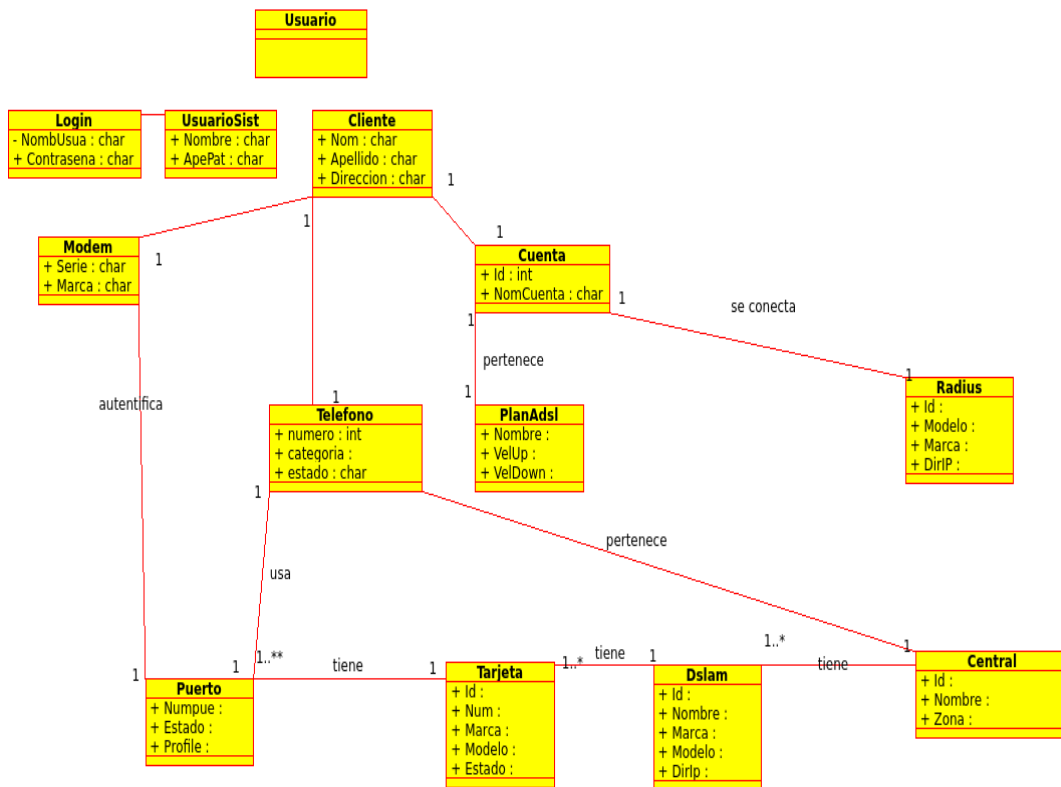 Usuario
Login
- NombUsua : char
+ Contrasena : char
UsuarioSist
+ Nombre : char
+ ApePat : char
Cliente
+ Nom : char
+ Apellido : char
+ Direccion : char
1
1
1
1
Modem
+ Serie : char
+ Marca : char
Cuenta
+ Id : int
+ NomCuenta : char
1
se conecta
1
1
pertenece
1
autentifica
1
Telefono
+ numero : int
+ categoria :
+ estado : char
PlanAdsl
+ Nombre :
+ VelUp :
+ VelDown :
Radius
+ Id :
+ Modelo :
+ Marca :
+ DirIP :
1
pertenece
usa
1
1
1..**
tiene
1
1..*
tiene
1
1..*
tiene
1
Puerto
+ Numpue :
+ Estado :
+ Profile :
Tarjeta
+ Id :
+ Num :
+ Marca :
+ Modelo :
+ Estado :
Dslam
+ Id :
+ Nombre :
+ Marca :
+ Modelo :
+ DirIp :
Central
+ Id :
+ Nombre :
+ Zona :